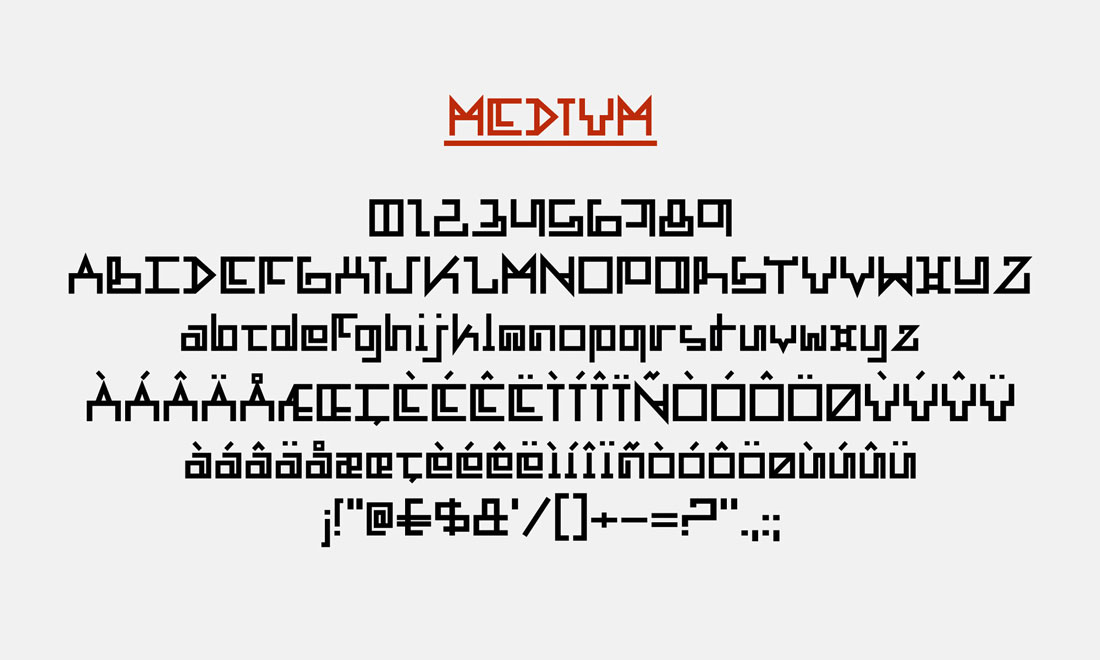 MEDIUM
0123456789
ABCDEFGHIJKLMNOPQRSTUVWXYZ
abcdefghijklmnopqrstuvwxyz
ÀÁÂÄÅÆŒÇÈÉÊËÌÍÎÏÑÒÓÔÖØÙÚÛÜ
àáâäåæœçèéêëìíîïñòóôöøùúûü
j!"@€$&'/[]+-=?".,:;